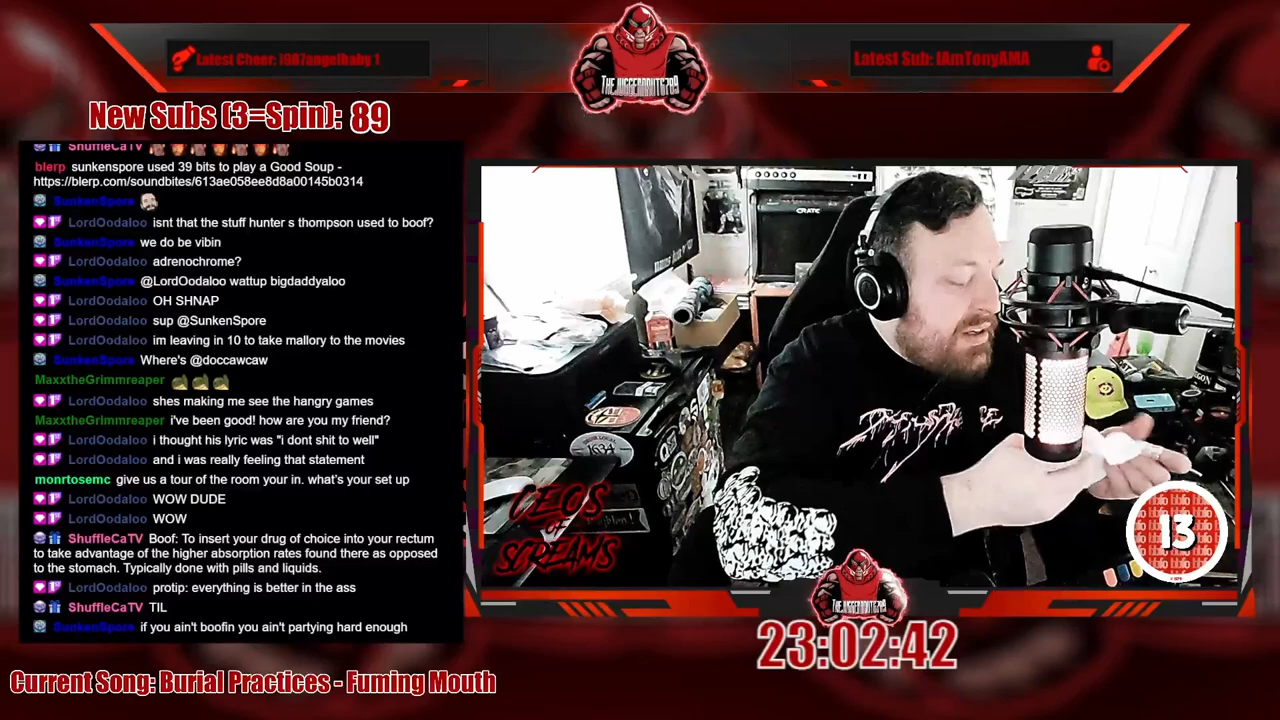 Latest Cheer: JGR7angelbaby 1
THEJUGGERNAUT6789
Latest Sub: IAmTonyAMA
New Subs (3=Spin): 89
ShuffleCaTV
blerp sunkenspore used 39 bits to play a Good Soup -
https://blerp.com/soundbites/613ae058ee8d8a00145b0314
SunkenSpore
LordOodaloo isnt that the stuff hunter s thompson used to boof?
SunkenSpore we do be vibin
LordOodaloo adrenochrome?
SunkenSpore @LordOodaloo wattup bigdaddyaloo
LordOodaloo OH SHNAP
LordOodaloo sup @SunkenSpore
LordOodaloo im leaving in 10 to take mallory to the movies
SunkenSpore Where's @doccawcaw
MaxxtheGrimmreaper
LordOodaloo shes making me see the hangry games
MaxxtheGrimmreaper i've been good! how are you my friend?
LordOodaloo i thought his lyric was "i dont shit to well"
LordOodaloo and i was really feeling that statement
monrtosemc give us a tour of the room your in. what's your set up
LordOodaloo WOW DUDE
LordOodaloo WOW
ShuffleCaTV Boof: To insert your drug of choice into your rectum
to take advantage of the higher absorption rates found there as opposed
to the stomach. Typically done with pills and liquids.
LordOodaloo protip: everything is better in the ass
ShuffleCaTV TIL
SunkenSpore if you ain't boofin you ain't partying hard enough
CRATE
1634
CEOS
OF
SCREAMS
13
23:02:42
Current Song: Burial Practices - Fuming Mouth